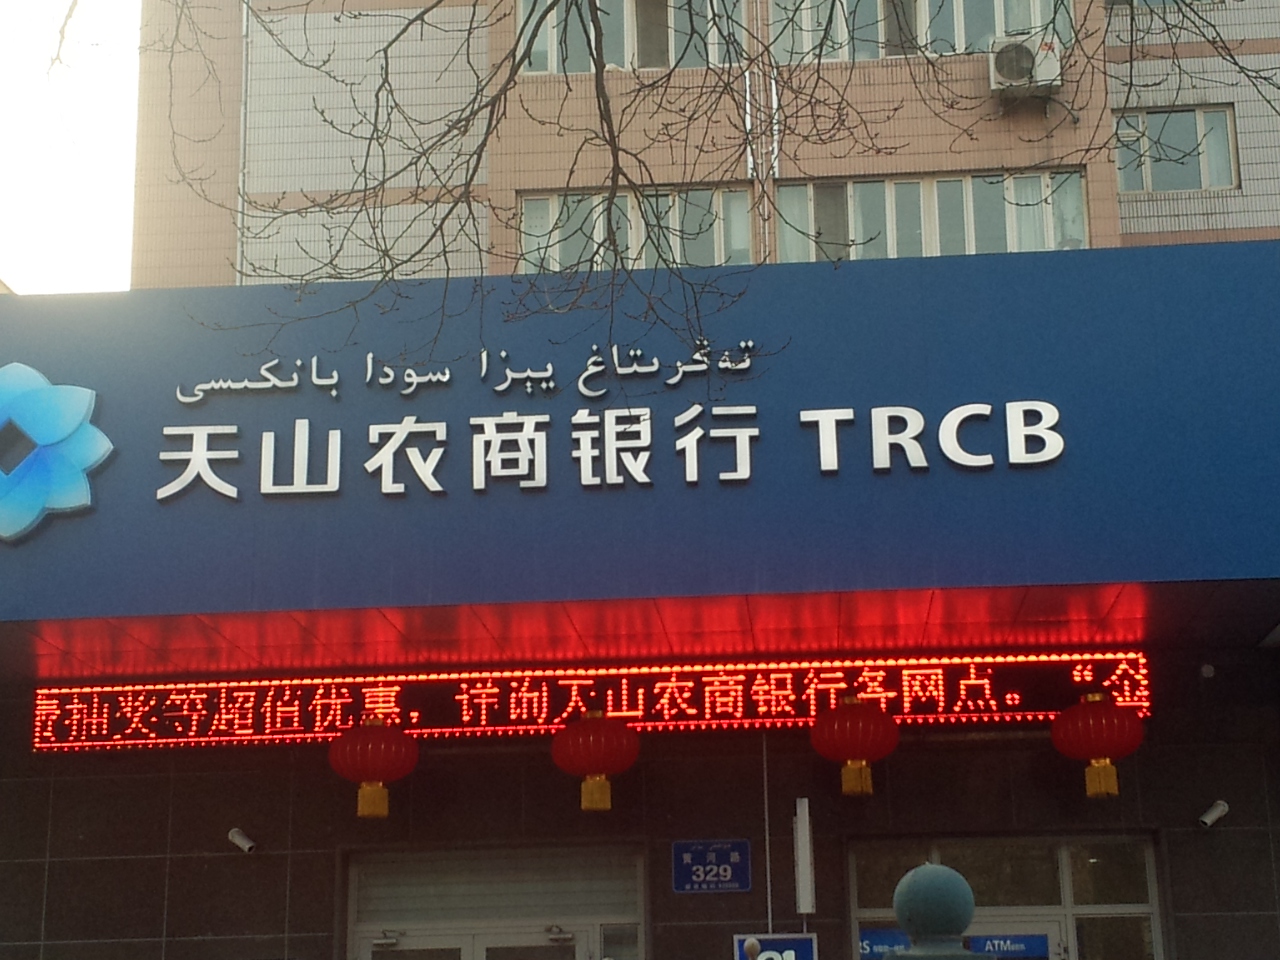 تەڭرىتاغ يېزا سودا بانكىسى
天山农商银行 TRCB
抽奖等超值优惠，详询天山农商银行各网点。“企
黄河路
329
ATM